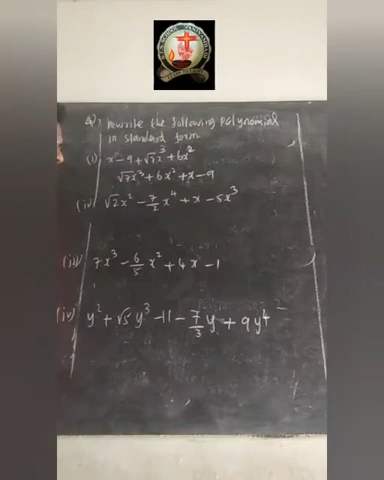 Q) Rewrite the following Polynomial
in standard form
(i) x - 9 + √7x³ + 6x²
√7x³ + 6x² + x - 9
(ii) √2x² - 7/2 x⁴ + x - 5x³
(iii) 7x³ - 6/5 x² + 4x - 1
(iv) y² + √5 y³ - 11 - 7/3 y + 9y⁴